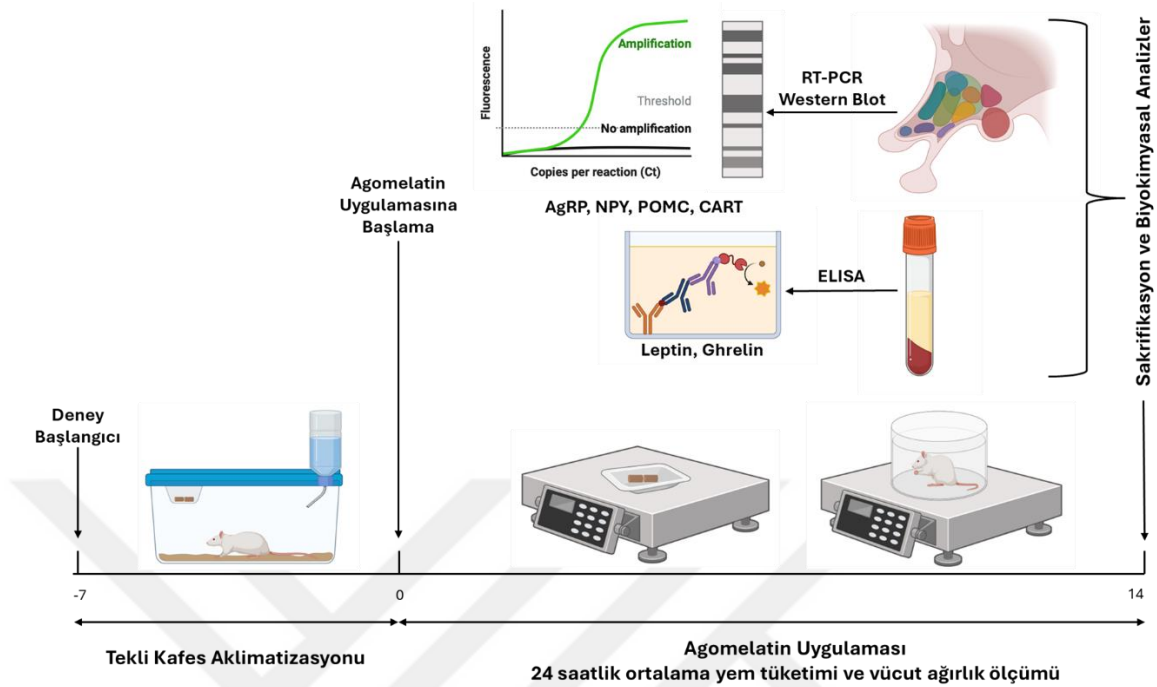 Fluorescence
Amplification
Threshold
No amplification
Copies per reaction (Ct)
RT-PCR
Western Blot
AgRP, NPY, POMC, CART
ELISA
Leptin, Ghrelin
Sakrifikasyon ve Biyokimyasal Analizler
Agomelatin
Uygulamasına
Başlama
Deney
Başlangıcı
-7
0
14
Tekli Kafes Aklimatizasyonu
Agomelatin Uygulaması
24 saatlik ortalama yem tüketimi ve vücut ağırlık ölçümü